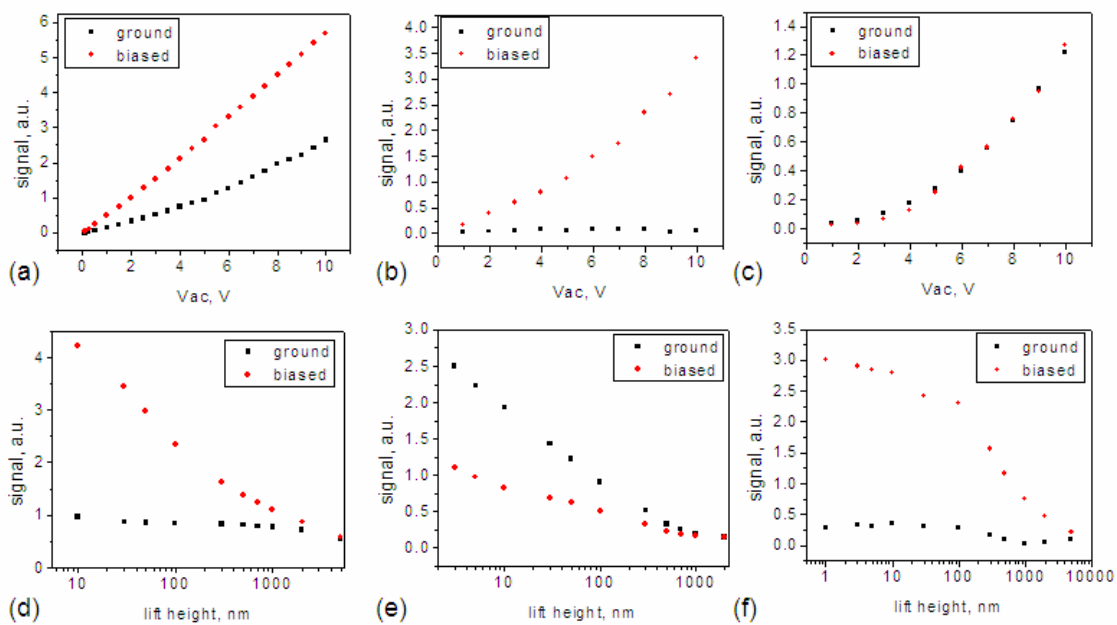 ground
biased
signal, a.u.
6
5
4
3
2
1
0
0 2 4 6 8 10
(a)
Vac, V
ground
biased
signal, a.u.
4.0
3.5
3.0
2.5
2.0
1.5
1.0
0.5
0.0
0 2 4 6 8 10
(b)
Vac, V
ground
biased
signal, a.u.
1.4
1.2
1.0
0.8
0.6
0.4
0.2
0.0
0 2 4 6 8 10
(c)
Vac, V
ground
biased
signal, a.u.
4
3
2
1
0
10 100 1000
(d)
lift height, nm
ground
biased
signal, a.u.
3.0
2.5
2.0
1.5
1.0
0.5
0.0
10 100 1000
(e)
lift height, nm
ground
biased
signal, a.u.
3.5
3.0
2.5
2.0
1.5
1.0
0.5
0.0
1 10 100 1000 10000
(f)
lift height, nm